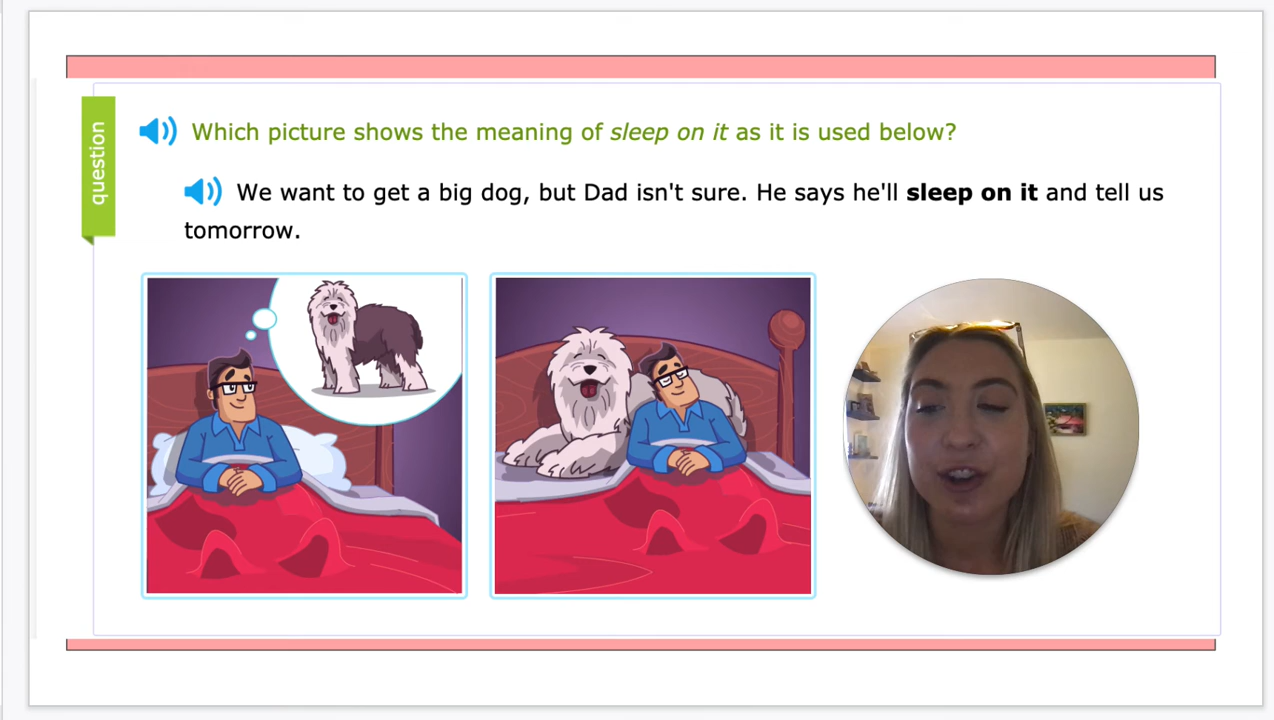 question
Which picture shows the meaning of sleep on it as it is used below?
We want to get a big dog, but Dad isn't sure. He says he'll sleep on it and tell us
tomorrow.